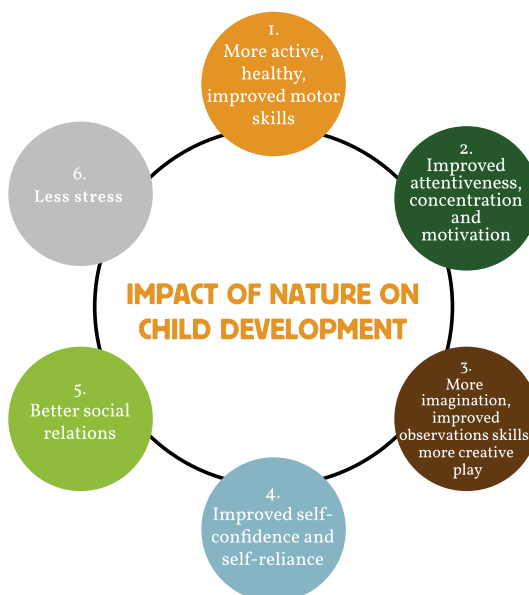 1.
More active,
healthy,
improved motor
skills
2.
Improved
attentiveness,
concentration
and
motivation
3.
More
imagination,
improved
observations skills
more creative
play
4.
Improved self-
confidence and
self-reliance
5.
Better social
relations
6.
Less stress
IMPACT OF NATURE ON
CHILD DEVELOPMENT